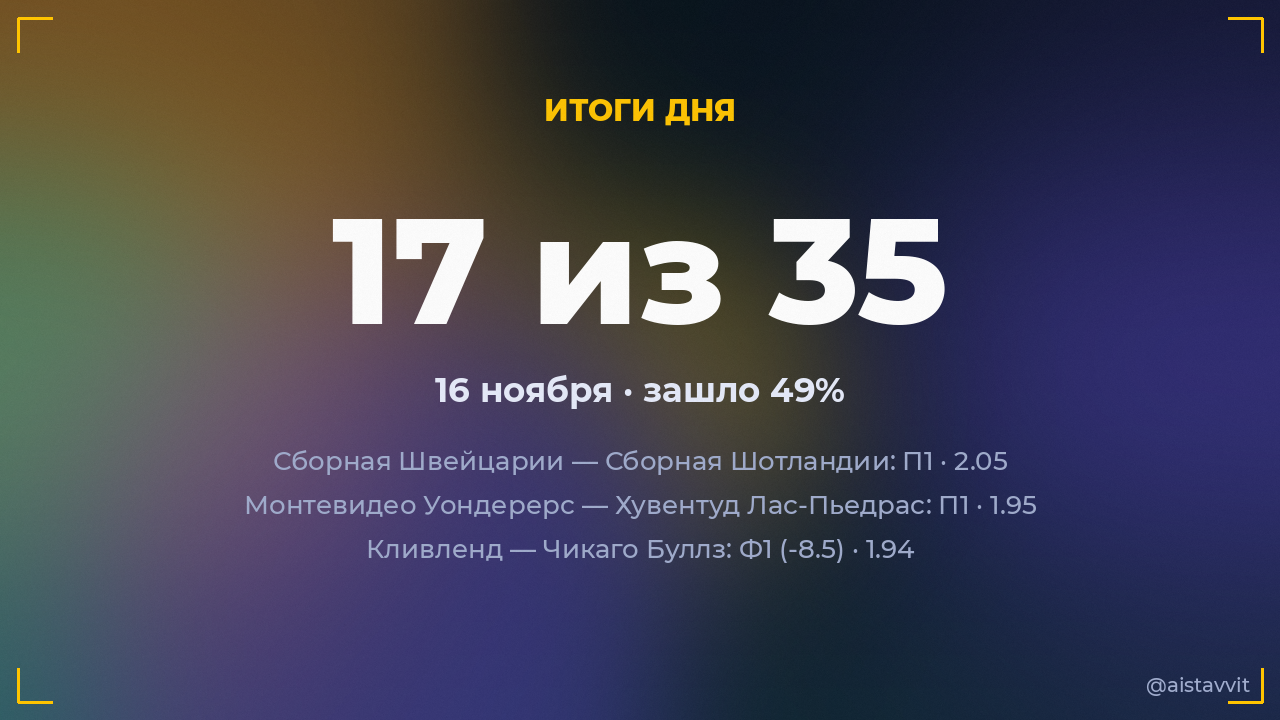 ИТОГИ ДНЯ
17 из 35
16 ноября · зашло 49%
Сборная Швейцарии — Сборная Шотландии: П1 · 2.05
Монтевидео Уондерерс — Хувентуд Лас-Пьедрас: П1 · 1.95
Кливленд — Чикаго Буллз: Ф1 (-8.5) · 1.94
@aistavvit